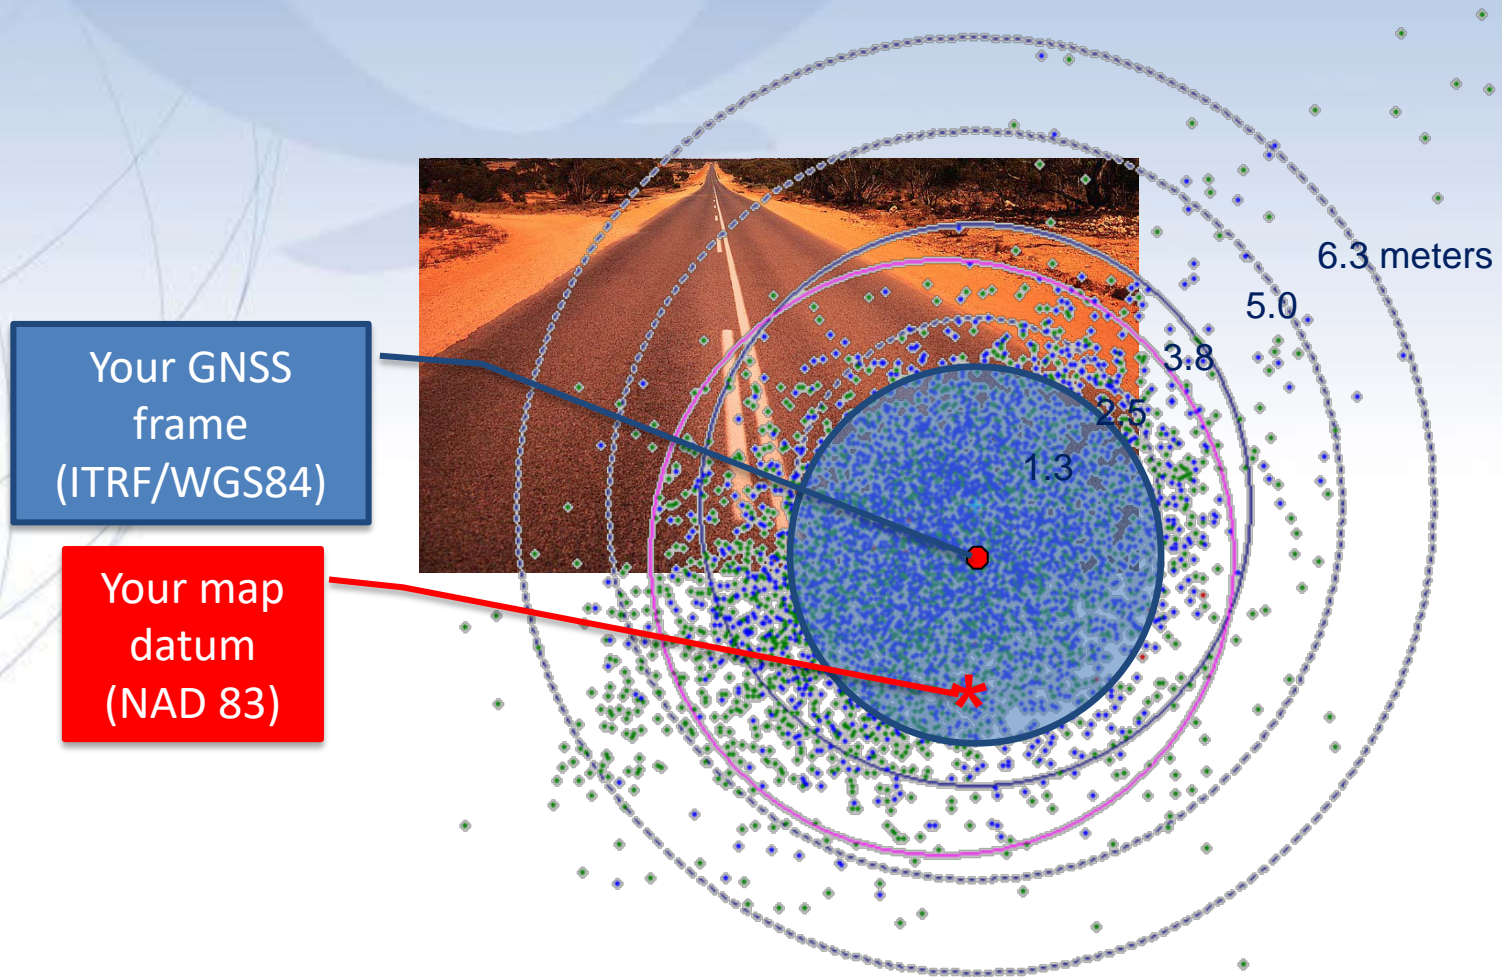 6.3 meters
5.0
3.8
2.5
1.3
Your GNSS
frame
(ITRF/WGS84)
Your map
datum
(NAD 83)
*